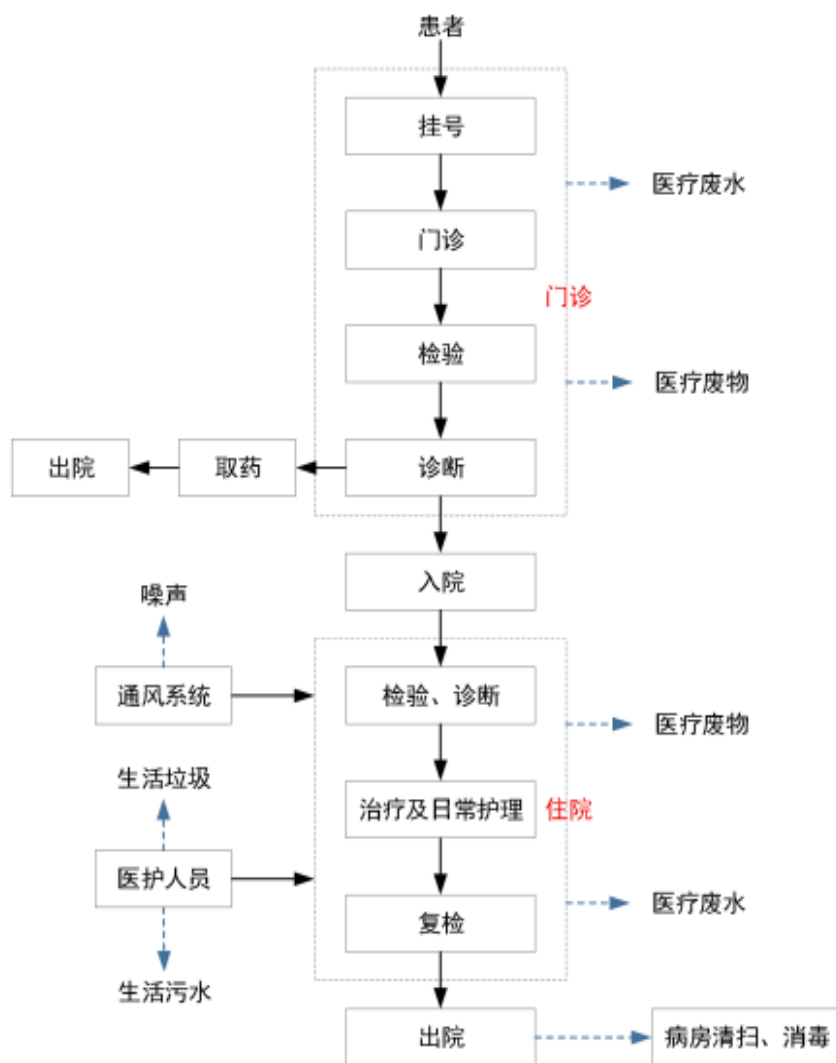 患者
挂号
医疗废水
门诊
门诊
检验
医疗废物
出院
取药
诊断
入院
噪声
通风系统
检验、诊断
医疗废物
生活垃圾
治疗及日常护理
住院
医护人员
医疗废水
复检
生活污水
出院
病房清扫、消毒